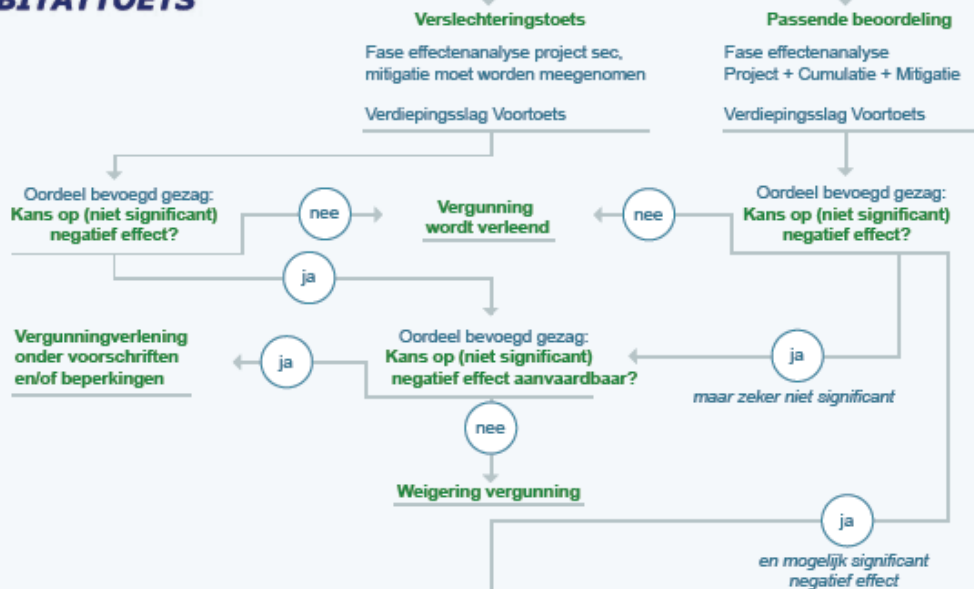 BITATTOETS
Verslechteringstoets
Fase effectenanalyse project sec,
mitigatie moet worden meegenomen
Verdiepingsslag Voortoets
Passende beoordeling
Fase effectenanalyse
Project + Cumulatie + Mitigatie
Verdiepingsslag Voortoets
Oordeel bevoegd gezag:
Kans op (niet significant)
negatief effect?
nee
Vergunning
wordt verleend
nee
Oordeel bevoegd gezag:
Kans op (niet significant)
negatief effect?
ja
Vergunningverlening
onder voorschriften
en/of beperkingen
ja
Oordeel bevoegd gezag:
Kans op (niet significant)
negatief effect aanvaardbaar?
ja
maar zeker niet significant
nee
Weigering vergunning
ja
en mogelijk significant
negatief effect